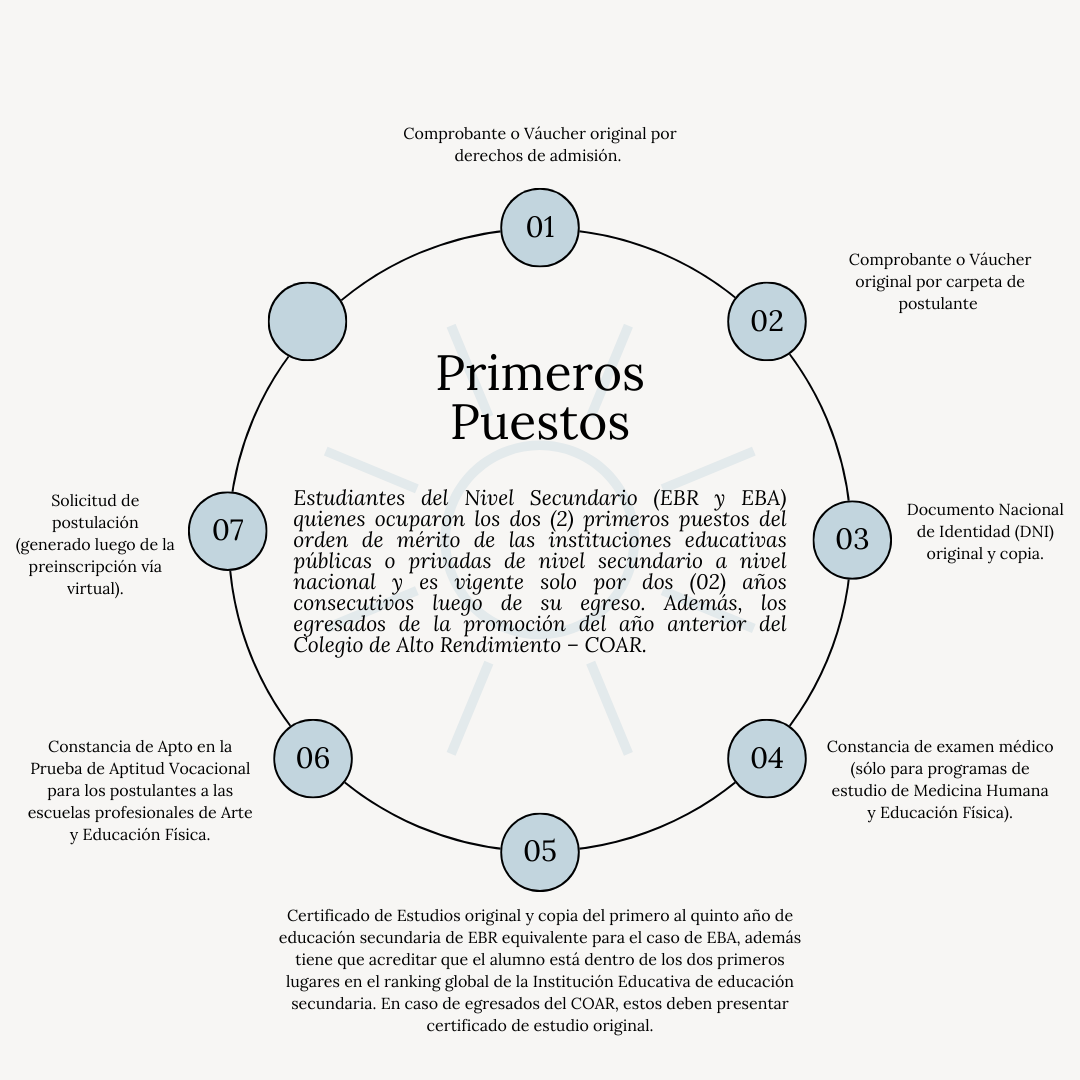 Comprobante o Váucher original por
derechos de admisión.
01
Comprobante o Váucher
original por carpeta de
postulante
02
Primeros
Puestos
Estudiantes del Nivel Secundario (EBR y EBA)
quienes ocuparon los dos (2) primeros puestos del
orden de mérito de las instituciones educativas
públicas o privadas de nivel secundario a nivel
nacional y es vigente solo por dos (02) años
consecutivos luego de su egreso. Además, los
egresados de la promoción del año anterior del
Colegio de Alto Rendimiento – COAR.
Documento Nacional
de Identidad (DNI)
original y copia.
03
Constancia de examen médico
(sólo para programas de
estudio de Medicina Humana
y Educación Física).
04
05
Certificado de Estudios original y copia del primero al quinto año de
educación secundaria de EBR equivalente para el caso de EBA, además
tiene que acreditar que el alumno está dentro de los dos primeros
lugares en el ranking global de la Institución Educativa de educación
secundaria. En caso de egresados del COAR, estos deben presentar
certificado de estudio original.
06
Constancia de Apto en la
Prueba de Aptitud Vocacional
para los postulantes a las
escuelas profesionales de Arte
y Educación Física.
07
Solicitud de
postulación
(generado luego de la
preinscripción vía
virtual).